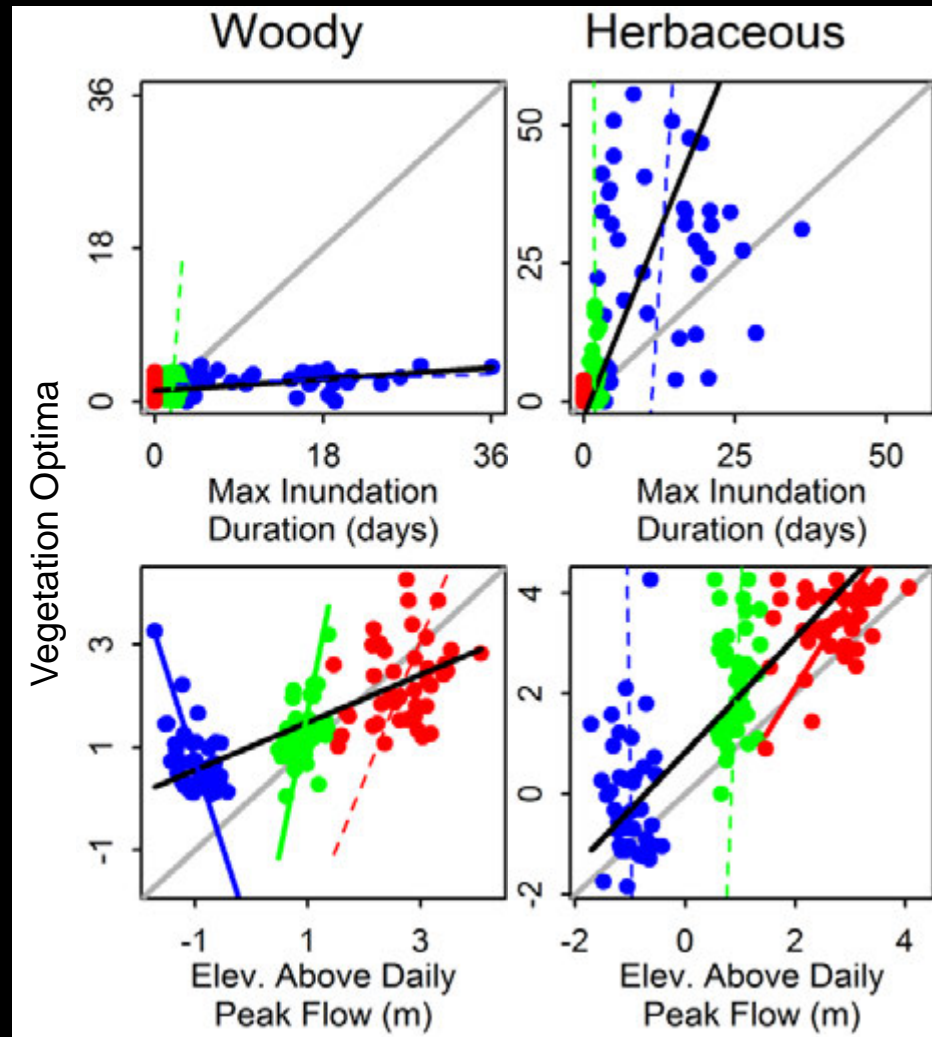 Woody
Herbaceous
Vegetation Optima
36
18
0
0
18
36
Max Inundation
Duration (days)
50
25
0
0
25
50
Max Inundation
Duration (days)
3
1
-1
-1
1
3
Elev. Above Daily
Peak Flow (m)
4
2
0
-2
-2
0
2
4
Elev. Above Daily
Peak Flow (m)